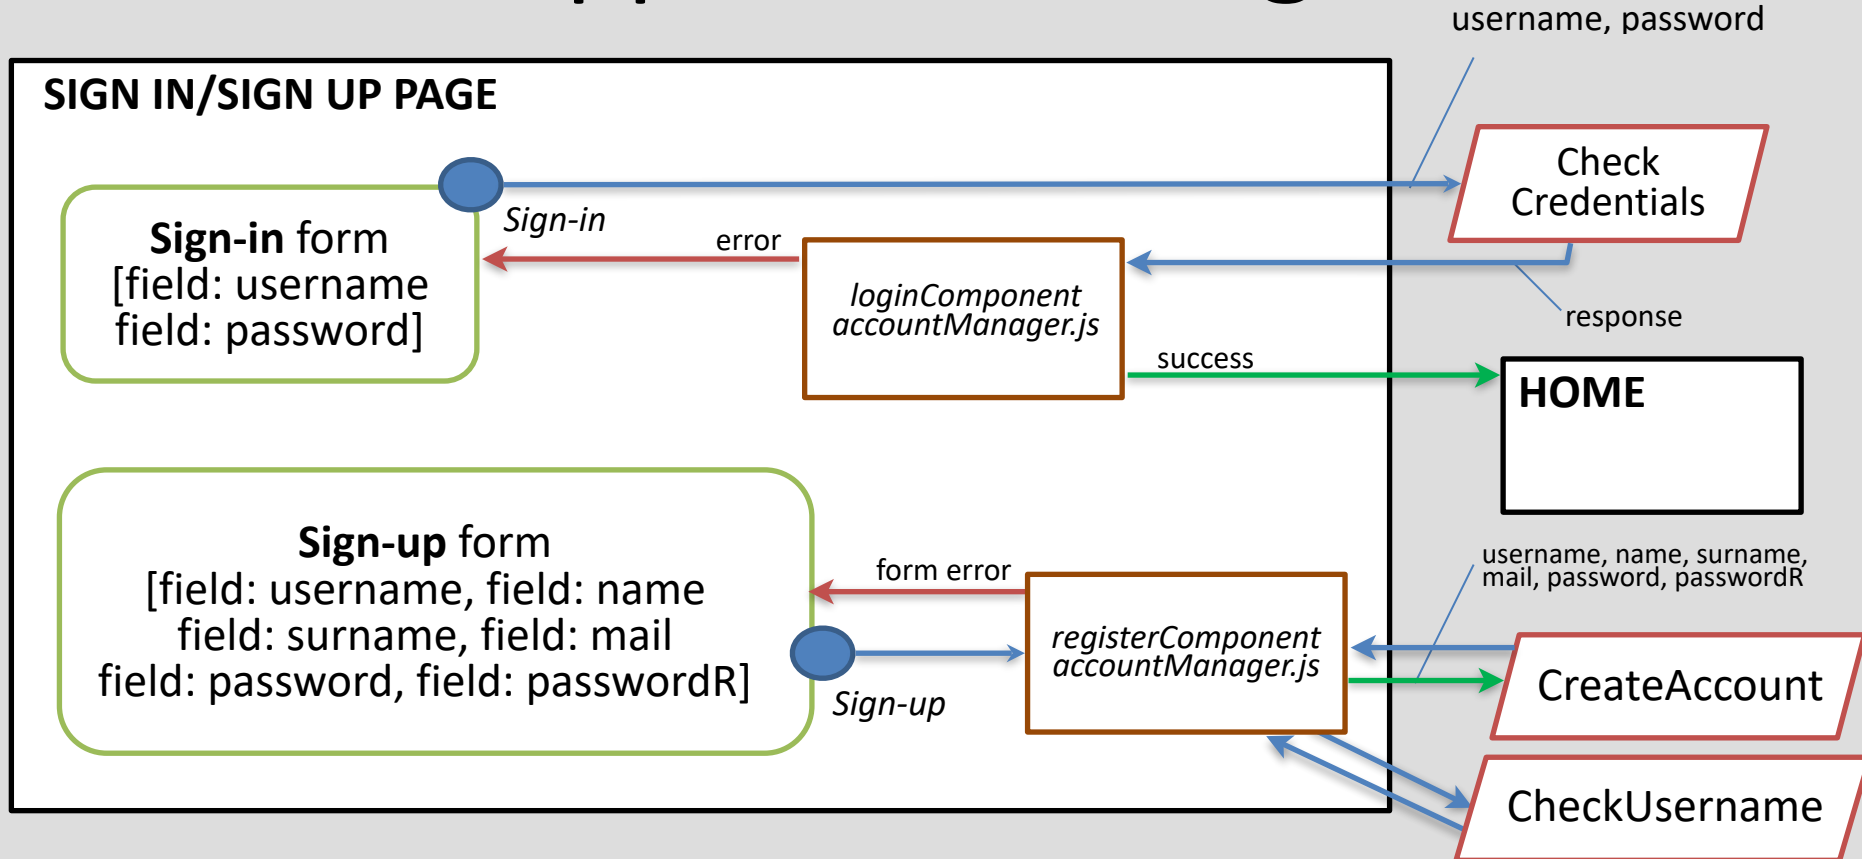 username, password
SIGN IN/SIGN UP PAGE
Check
Credentials
Sign-in
Sign-in form
[field: username
field: password]
error
loginComponent
accountManager.js
response
success
HOME
Sign-up form
[field: username, field: name
field: surname, field: mail
field: password, field: passwordR]
form error
Sign-up
registerComponent
accountManager.js
username, name, surname,
mail, password, passwordR
CreateAccount
CheckUsername